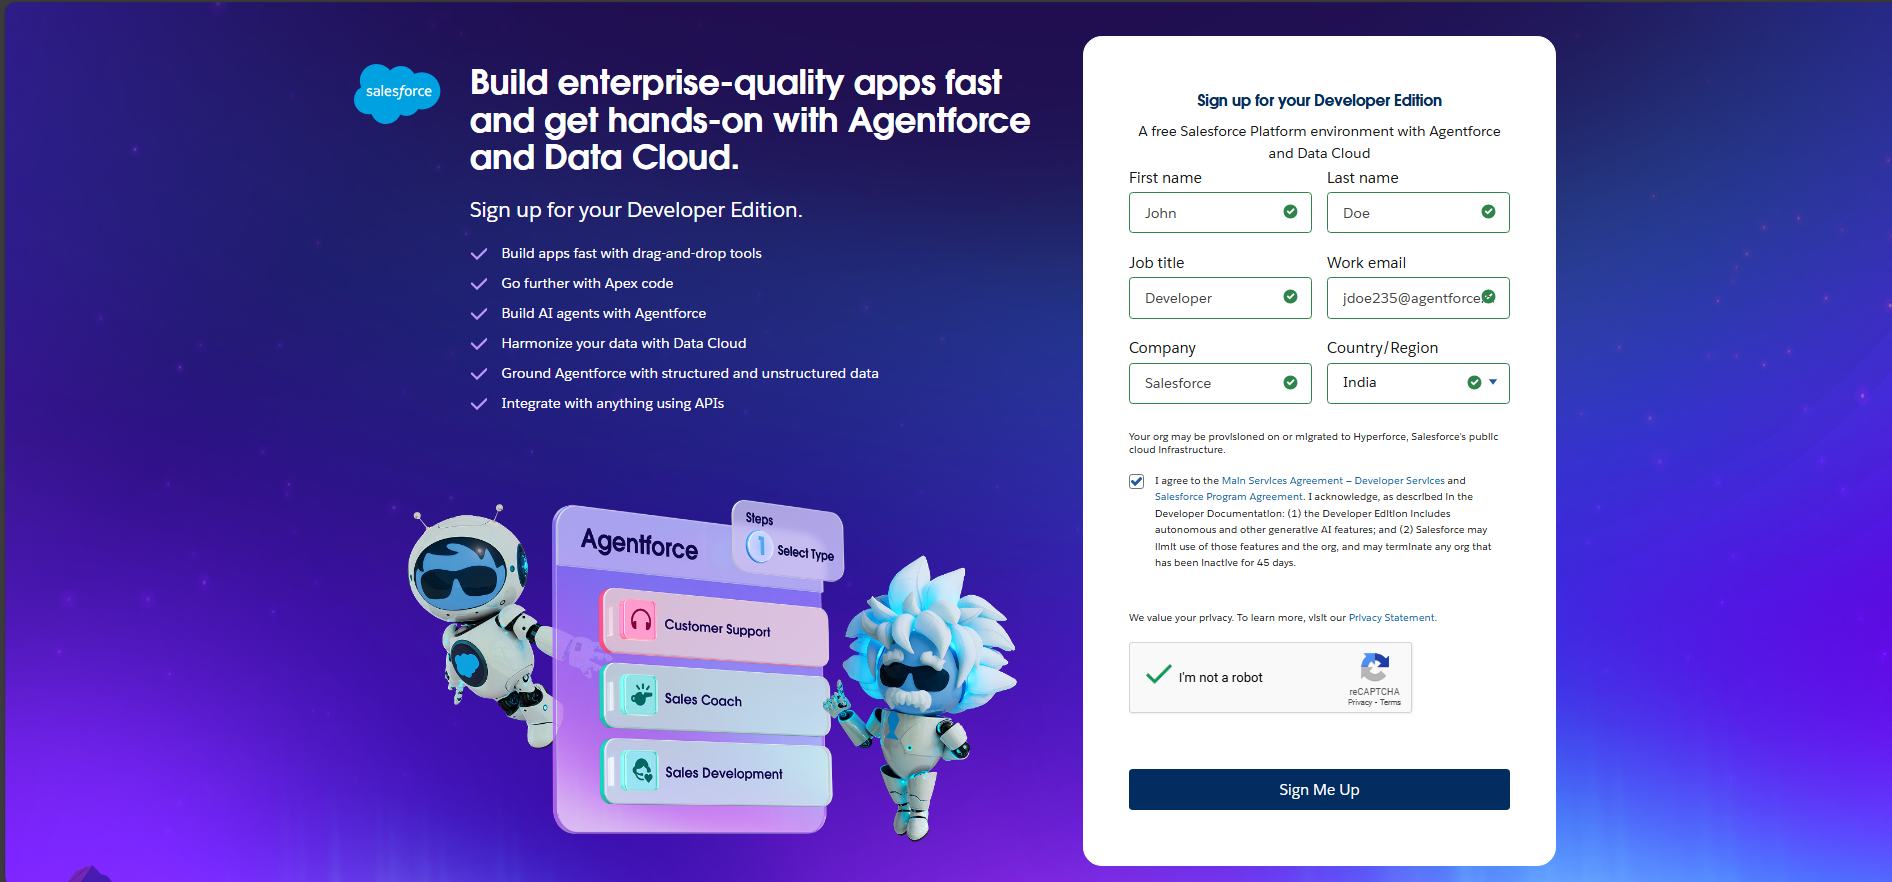 salesforce
Build enterprise-quality apps fast
and get hands-on with Agentforce
and Data Cloud.
Sign up for your Developer Edition.
Build apps fast with drag-and-drop tools
Go further with Apex code
Build AI agents with Agentforce
Harmonize your data with Data Cloud
Ground Agentforce with structured and unstructured data
Integrate with anything using APIs
Agentforce
Steps
1 Select Type
Customer Support
Sales Coach
Sales Development
Sign up for your Developer Edition
A free Salesforce Platform environment with Agentforce
and Data Cloud
First name Last name
John Doe
Job title Work email
Developer jdoe235@agentforce.
Company Country/Region
Salesforce India
Your org may be provisioned on or migrated to Hyperforce, Salesforce's public
cloud infrastructure.
I agree to the Main Services Agreement – Developer Services and
Salesforce Program Agreement. I acknowledge, as described in the
Developer Documentation: (1) the Developer Edition includes
autonomous and other generative AI features; and (2) Salesforce may
limit use of those features and the org, and may terminate any org that
has been inactive for 45 days.
We value your privacy. To learn more, visit our Privacy Statement.
I'm not a robot
reCAPTCHA
Privacy - Terms
Sign Me Up